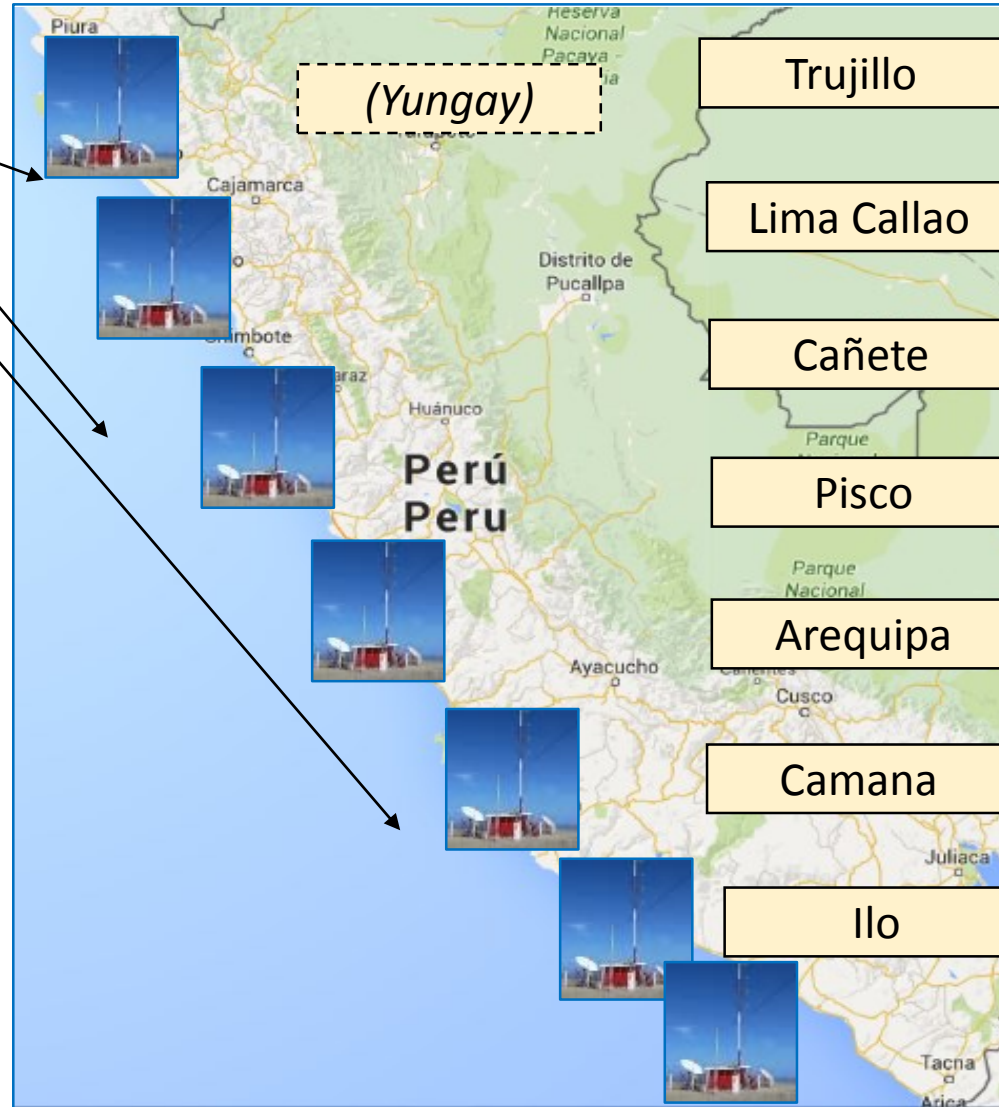 Piura
Reserva
Nacional
Pacaya -
(Yungay)
Trujillo
Cajamarca
Lima Callao
Distrito de
Pucallpa
Cañete
Huánuco
Parque
Perú
Peru
Pisco
Parque
Nacional
Arequipa
Ayacucho
Cusco
Camana
Juliaca
Ilo
Tacna
Arica